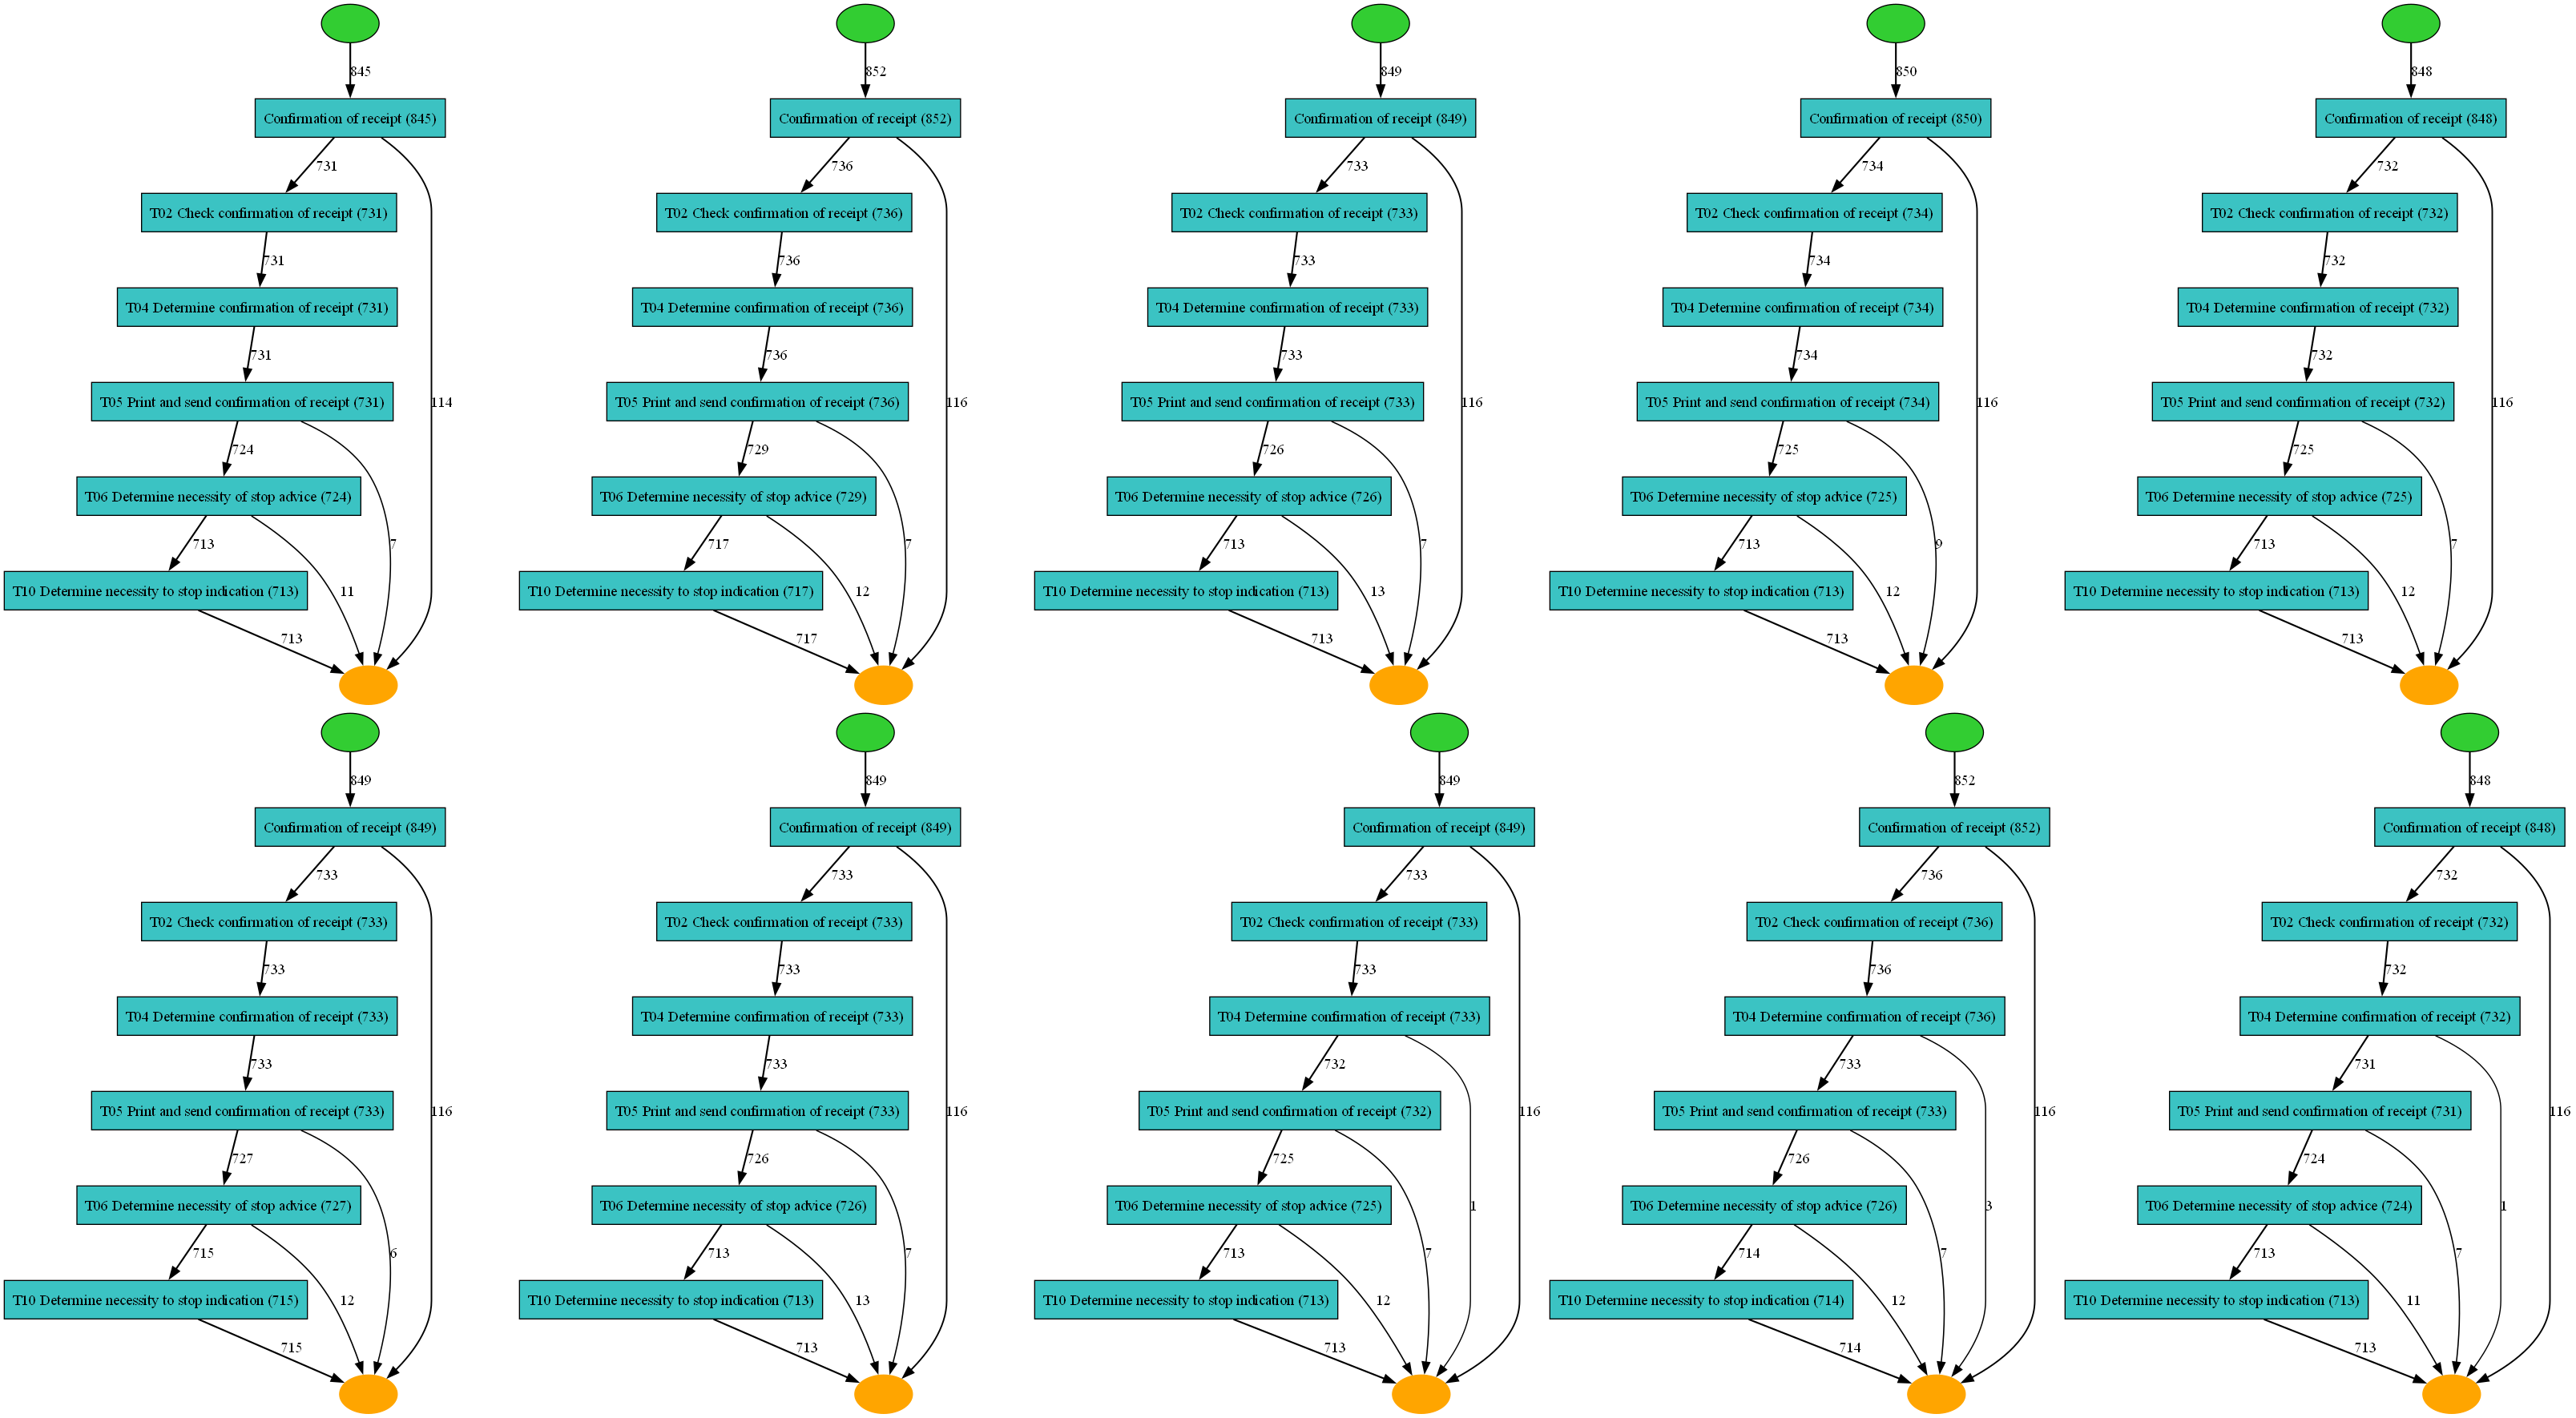 845
Confirmation of receipt (845)
731
T02 Check confirmation of receipt (731)
731
T04 Determine confirmation of receipt (731)
731
T05 Print and send confirmation of receipt (731)
114
724
T06 Determine necessity of stop advice (724)
713
7
T10 Determine necessity to stop indication (713)
11
713
852
Confirmation of receipt (852)
736
T02 Check confirmation of receipt (736)
736
T04 Determine confirmation of receipt (736)
736
T05 Print and send confirmation of receipt (736)
116
729
T06 Determine necessity of stop advice (729)
717
7
T10 Determine necessity to stop indication (717)
12
717
849
Confirmation of receipt (849)
733
T02 Check confirmation of receipt (733)
733
T04 Determine confirmation of receipt (733)
733
T05 Print and send confirmation of receipt (733)
116
726
T06 Determine necessity of stop advice (726)
713
7
T10 Determine necessity to stop indication (713)
13
713
850
Confirmation of receipt (850)
734
T02 Check confirmation of receipt (734)
734
T04 Determine confirmation of receipt (734)
734
T05 Print and send confirmation of receipt (734)
116
725
T06 Determine necessity of stop advice (725)
713
9
T10 Determine necessity to stop indication (713)
12
713
848
Confirmation of receipt (848)
732
T02 Check confirmation of receipt (732)
732
T04 Determine confirmation of receipt (732)
732
T05 Print and send confirmation of receipt (732)
116
725
T06 Determine necessity of stop advice (725)
713
7
T10 Determine necessity to stop indication (713)
12
713
849
Confirmation of receipt (849)
733
T02 Check confirmation of receipt (733)
733
T04 Determine confirmation of receipt (733)
733
T05 Print and send confirmation of receipt (733)
116
727
T06 Determine necessity of stop advice (727)
715
6
T10 Determine necessity to stop indication (715)
12
715
849
Confirmation of receipt (849)
733
T02 Check confirmation of receipt (733)
733
T04 Determine confirmation of receipt (733)
733
T05 Print and send confirmation of receipt (733)
116
726
T06 Determine necessity of stop advice (726)
713
7
T10 Determine necessity to stop indication (713)
13
713
849
Confirmation of receipt (849)
733
T02 Check confirmation of receipt (733)
733
T04 Determine confirmation of receipt (733)
732
T05 Print and send confirmation of receipt (732)
116
725
T06 Determine necessity of stop advice (725)
1
713
7
T10 Determine necessity to stop indication (713)
12
713
852
Confirmation of receipt (852)
736
T02 Check confirmation of receipt (736)
736
T04 Determine confirmation of receipt (736)
733
T05 Print and send confirmation of receipt (733)
116
726
T06 Determine necessity of stop advice (726)
3
714
7
T10 Determine necessity to stop indication (714)
12
714
848
Confirmation of receipt (848)
732
T02 Check confirmation of receipt (732)
732
T04 Determine confirmation of receipt (732)
731
T05 Print and send confirmation of receipt (731)
116
724
T06 Determine necessity of stop advice (724)
1
713
7
T10 Determine necessity to stop indication (713)
11
713